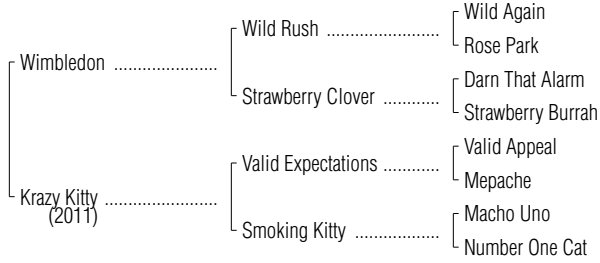 Wild Again
Wild Rush ........................
Rose Park
Wimbledon ......................
Darn That Alarm
Strawberry Clover ............
Strawberry Burrah
Valid Appeal
Valid Expectations ............
Mepache
Krazy Kitty ........................
(2011)
Macho Uno
Smoking Kitty ..................
Number One Cat